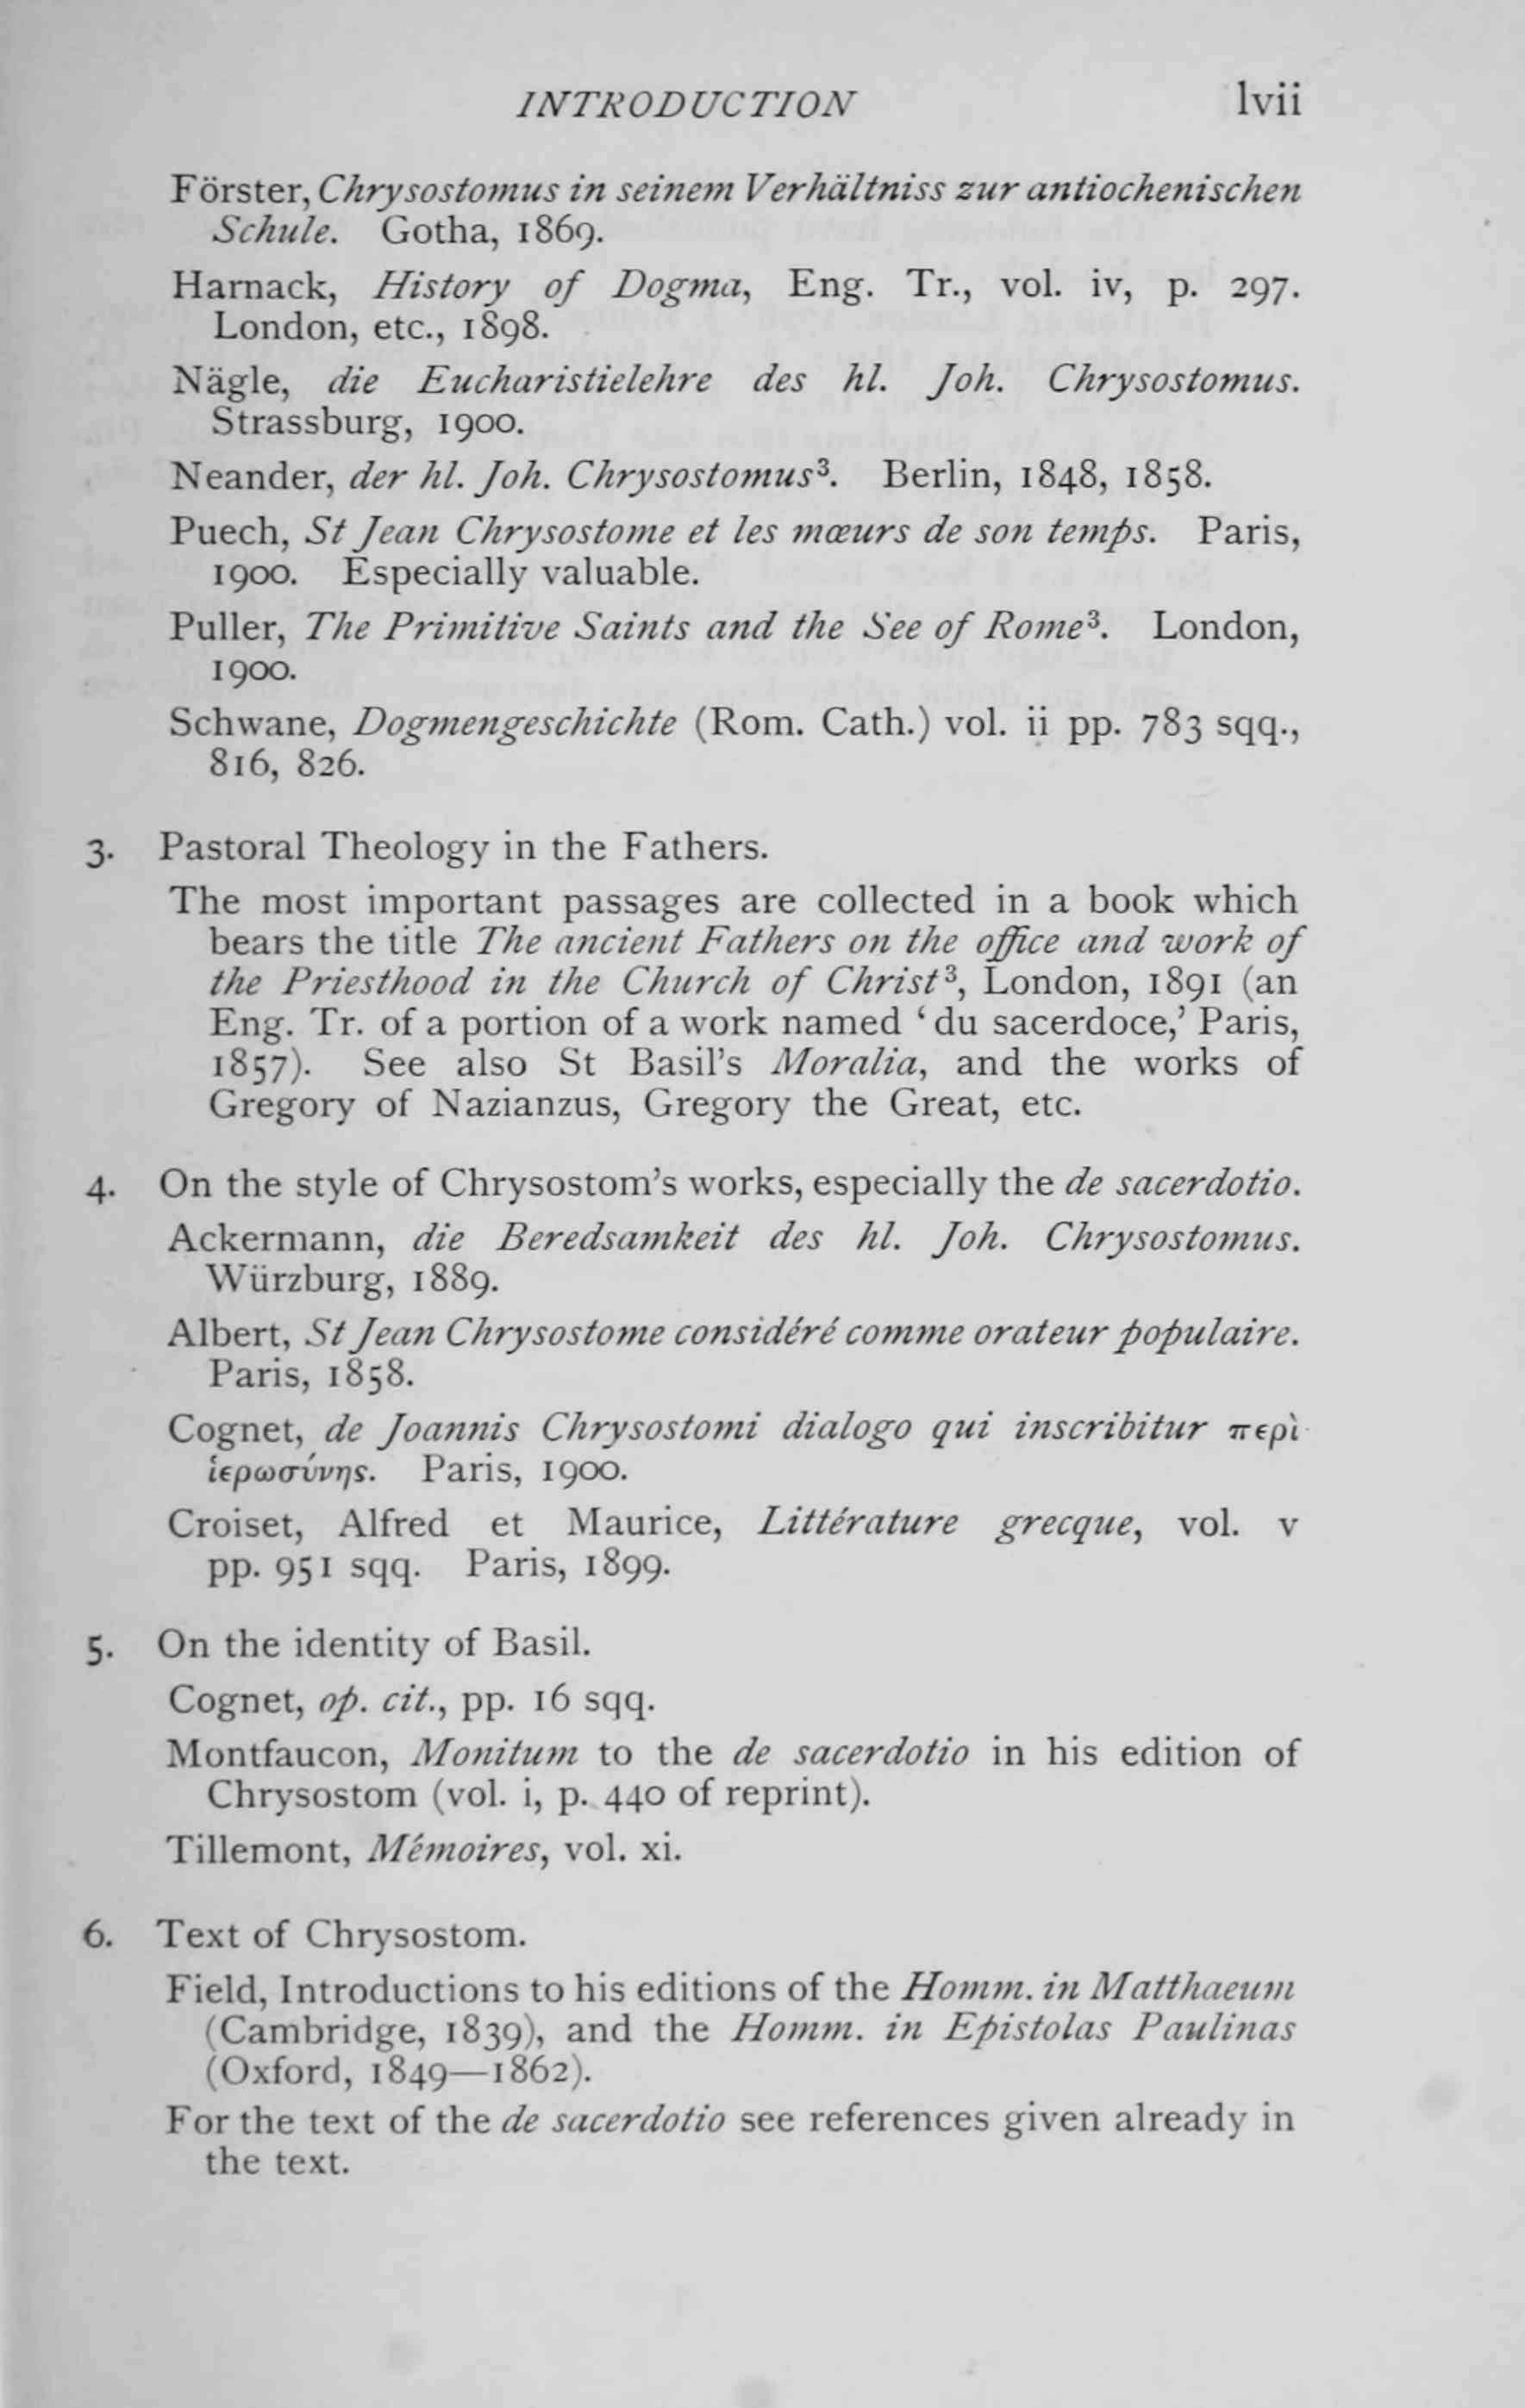 INTRODUCTION lvii
Förster, Chrysostomus in seinem Verhältniss zur antiochenischen
Schule. Gotha, 1869.
Harnack, History of Dogma, Eng. Tr., vol. iv, p. 297.
London, etc., 1898.
Nägle, die Eucharistielehre des hl. Joh. Chrysostomus.
Strassburg, 1900.
Neander, der hl. Joh. Chrysostomus³. Berlin, 1848, 1858.
Puech, St Jean Chrysostome et les mœurs de son temps. Paris,
1900. Especially valuable.
Puller, The Primitive Saints and the See of Rome³. London,
1900.
Schwane, Dogmengeschichte (Rom. Cath.) vol. ii pp. 783 sqq.,
816, 826.
3. Pastoral Theology in the Fathers.
The most important passages are collected in a book which
bears the title The ancient Fathers on the office and work of
the Priesthood in the Church of Christ³, London, 1891 (an
Eng. Tr. of a portion of a work named ‘du sacerdoce,’ Paris,
1857). See also St Basil’s Moralia, and the works of
Gregory of Nazianzus, Gregory the Great, etc.
4. On the style of Chrysostom’s works, especially the de sacerdotio.
Ackermann, die Beredsamkeit des hl. Joh. Chrysostomus.
Würzburg, 1889.
Albert, St Jean Chrysostome considéré comme orateur populaire.
Paris, 1858.
Cognet, de Joannis Chrysostomi dialogo qui inscribitur περὶ
ἱερωσύνης. Paris, 1900.
Croiset, Alfred et Maurice, Littérature grecque, vol. v
pp. 951 sqq. Paris, 1899.
5. On the identity of Basil.
Cognet, op. cit., pp. 16 sqq.
Montfaucon, Monitum to the de sacerdotio in his edition of
Chrysostom (vol. i, p. 440 of reprint).
Tillemont, Mémoires, vol. xi.
6. Text of Chrysostom.
Field, Introductions to his editions of the Homm. in Matthaeum
(Cambridge, 1839), and the Homm. in Epistolas Paulinas
(Oxford, 1849—1862).
For the text of the de sacerdotio see references given already in
the text.